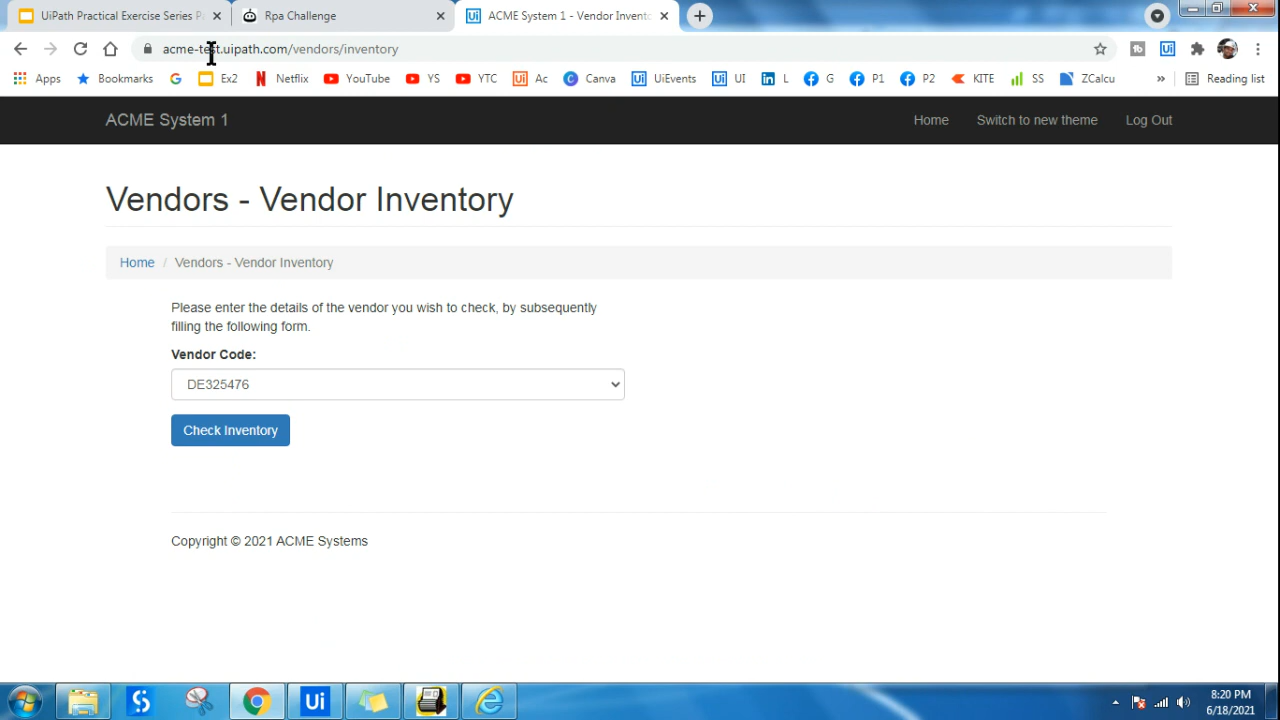 UiPath Practical Exercise Series Pa
Rpa Challenge
ACME System 1 - Vendor Invento
acme-test.uipath.com/vendors/inventory
Apps
Bookmarks
Ex2
Netflix
YouTube
YS
YTC
Ac
Canva
UiEvents
UI
L
G
P1
P2
KITE
SS
ZCalcu
»
Reading list
ACME System 1
Home
Switch to new theme
Log Out
Vendors - Vendor Inventory
Home / Vendors - Vendor Inventory
Please enter the details of the vendor you wish to check, by subsequently
filling the following form.
Vendor Code:
DE325476
Check Inventory
Copyright © 2021 ACME Systems
8:20 PM
6/18/2021